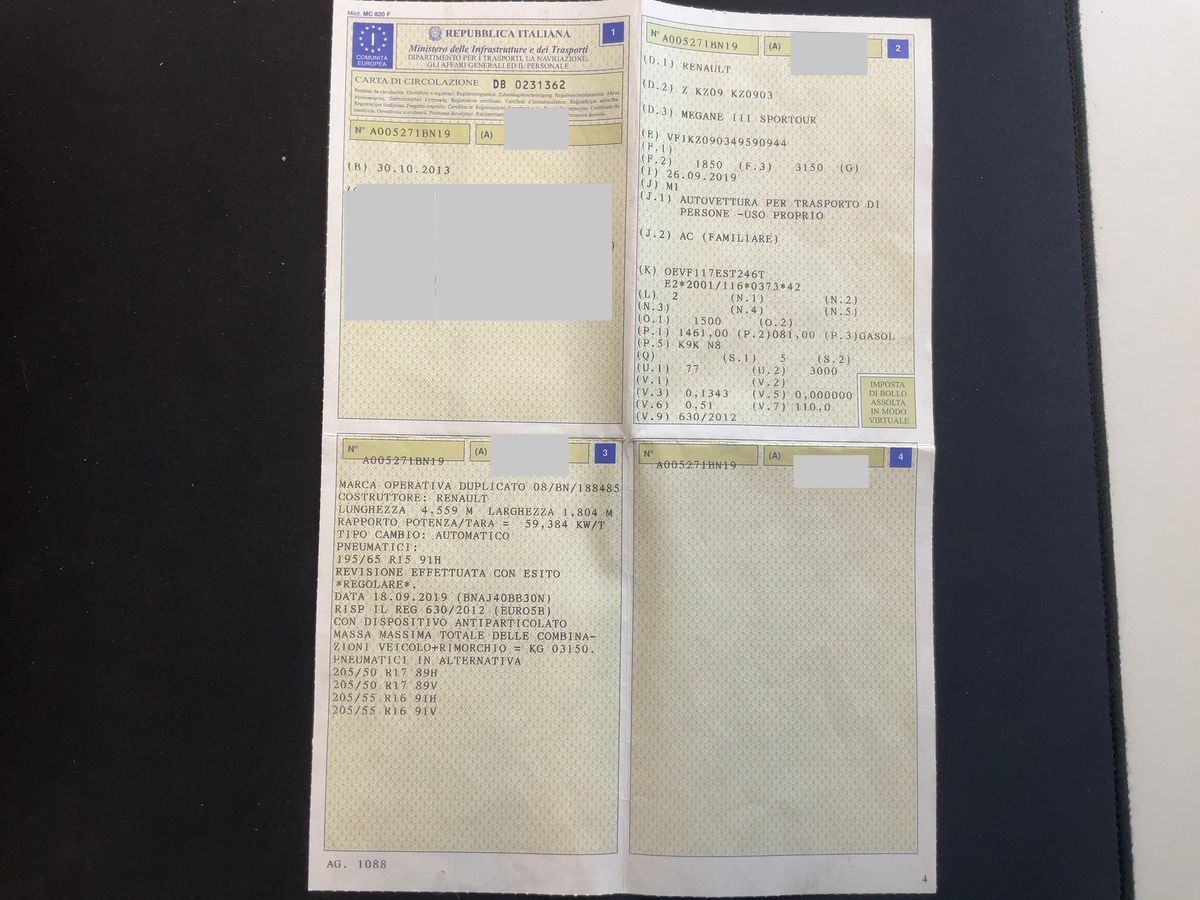 Mod. MC 820 F
REPUBBLICA ITALIANA
1
Ministero delle Infrastrutture e dei Trasporti
DIPARTIMENTO PER I TRASPORTI, LA NAVIGAZIONE,
GLI AFFARI GENERALI ED IL PERSONALE
I
COMUNITÀ
EUROPEA
CARTA DI CIRCOLAZIONE DB 0231362
N° A005271BN19 (A)
(B) 30.10.2013
N° A005271BN19 (A) 2
(D.1) RENAULT
(D.2) Z KZ09 KZ0903
(D.3) MEGANE III SPORTOUR
(E) VF1KZ090349590944
(F.1)
(F.2) 1850 (F.3) 3150 (G)
(I) 26.09.2019
(J) M1
(J.1) AUTOVETTURA PER TRASPORTO DI
PERSONE -USO PROPRIO
(J.2) AC (FAMILIARE)
(K) OEVF117EST246T
E2*2001/116*0373*42
(L) 2 (N.1) (N.2)
(N.3) (N.4) (N.5)
(O.1) 1500 (O.2)
(P.1) 1461,00 (P.2)081,00 (P.3)GASOL
(P.5) K9K N8
(Q) (S.1) 5 (S.2)
(U.1) 77 (U.2) 3000
(V.1) (V.2)
(V.3) 0,1343 (V.5) 0,000000
(V.6) 0,51 (V.7) 110,0
(V.9) 630/2012
IMPOSTA
DI BOLLO
ASSOLTA
IN MODO
VIRTUALE
N° A005271BN19 (A) 3
MARCA OPERATIVA DUPLICATO 08/BN/188485
COSTRUTTORE: RENAULT
LUNGHEZZA 4,559 M LARGHEZZA 1,804 M
RAPPORTO POTENZA/TARA = 59,384 KW/T
TIPO CAMBIO: AUTOMATICO
PNEUMATICI:
195/65 R15 91H
REVISIONE EFFETTUATA CON ESITO
*REGOLARE*.
DATA 18.09.2019 (BNAJ40BB30N)
RISP IL REG 630/2012 (EURO5B)
CON DISPOSITIVO ANTIPARTICOLATO
MASSA MASSIMA TOTALE DELLE COMBINA-
ZIONI VEICOLO+RIMORCHIO = KG 03150.
PNEUMATICI IN ALTERNATIVA
205/50 R17 89H
205/50 R17 89V
205/55 R16 91H
205/55 R16 91V
AG. 1088
N° A005271BN19 (A) 4
4